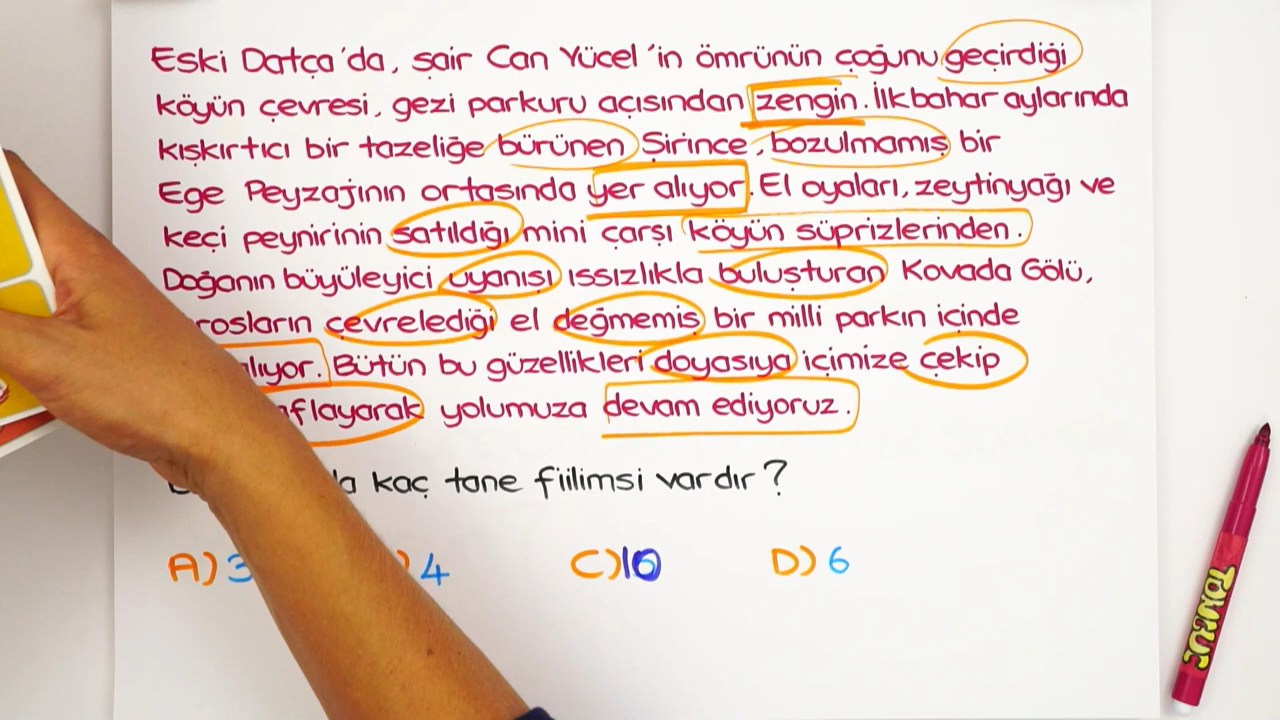 Eski Datça'da, şair Can Yücel'in ömrünün çoğunu geçirdiği
köyün çevresi, gezi parkuru açısından zengin. İlkbahar aylarında
kışkırtıcı bir tazeliğe bürünen Şirince, bozulmamış bir
Ege Peyzajının ortasında yer alıyor. El oyaları, zeytinyağı ve
keçi peynirinin satıldığı mini çarşı köyün süprizlerinden.
Doğanın büyüleyici uyanışı ıssızlıkla buluşturan Kovada Gölü,
rosların çevrelediği el değmemiş bir milli parkın içinde
alıyor. Bütün bu güzellikleri doyasıya içimize çekip
aflayarak yolumuza devam ediyoruz.
kaç tane fiilimsi vardır?
A) 3 ) 4 C) 10 D) 6
TONGUÇ